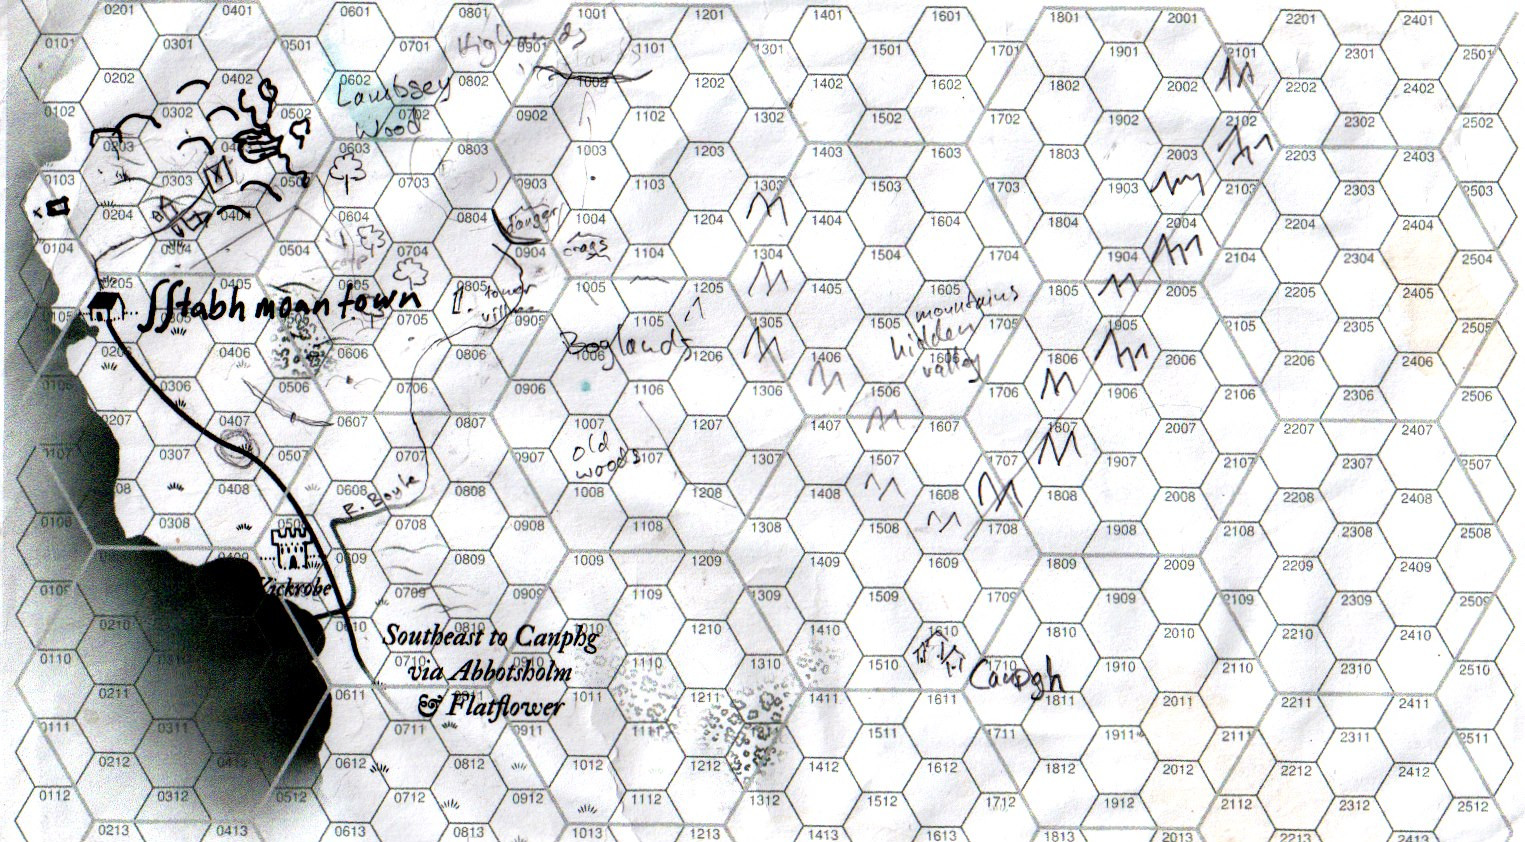 0201 0401 0601 0801 1001 1201 1401 1601 1801 2001 2201 2401
Highlands
0101 0301 0501 0701 0901 1101 1301 1501 1701 1901 2101 2301 2501
0202 0402 0602 0802 1002 1202 1402 1602 1802 2002 2202 2402
Lambsey
0102 0302 0502 0702 0902 1102 1302 1502 1702 1902 2102 2302 2502
Wood
0203 0603 0803 1003 1203 1403 1603 1803 2003 2203 2403
0103 0303 0703 0903 1103 1303 1503 1703 1903 2103 2303 2503
0204 0404 0604 0804 1004 1204 1404 1604 1804 2004 2204 2404
danger
crags
0104 0304 0504 0704 0904 1104 1304 1504 1704 1904 2104 2304 2504
0205 0605 0805 1005 1205 1405 1605 1805 2005 2205 2405
tower
mountains
ʃʃtabh moan town
0105 0705 0905 1105 1305 1505 1705 1905 2105 2305 2505
hidden
valley
Boglands
0206 0406 0606 0806 1006 1206 1406 1606 1806 2006 2206 2406
0106 0306 0506 0706 0906 1106 1306 1506 1706 1906 2106 2306 2506
0207 0407 0607 0807 1007 1207 1407 1607 1807 2007 2207 2407
old
woods
0107 0307 0507 0707 0907 1107 1307 1507 1707 1907 2107 2307 2507
0408 0608 0808 1008 1208 1408 1608 1808 2008 2208 2408
R. Boyle
0108 0308 0508 0708 0908 1108 1308 1508 1708 1908 2108 2308 2508
0409 0609 0809 1009 1209 1409 1609 1809 2009 2209 2409
Kickrobe
0109 0709 0909 1109 1309 1509 1709 1909 2109 2309 2509
0210 0610 1210 1410 1610 1810 2010 2210 2410
Southeast to Canphg
0110 0310 0710 0910 1110 1310 1510 1710 1910 2110 2310 2510
via Abbotsholm
Canpgh
0211 0611 1011 1211 1411 1611 1811 2011 2211 2411
& Flatflower
0111 0311 0711 0911 1111 1511 1711 1911 2111 2311 2511
0212 0412 0612 0812 1012 1212 1412 1612 1812 2012 2212 2412
0112 0312 0512 0712 0912 1112 1312 1512 1712 1912 2112 2312 2512
0213 0413 0613 0813 1013 1213 1413 1613 1813 2013 2213 2413